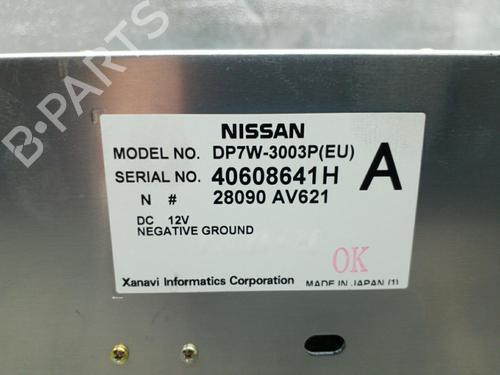 B-PARTS
NISSAN
MODEL NO. DP7W-3003P(EU)
SERIAL NO. 40608641H A
N # 28090 AV621
DC 12V
NEGATIVE GROUND
OK
Xanavi Informatics Corporation MADE IN JAPAN (1)